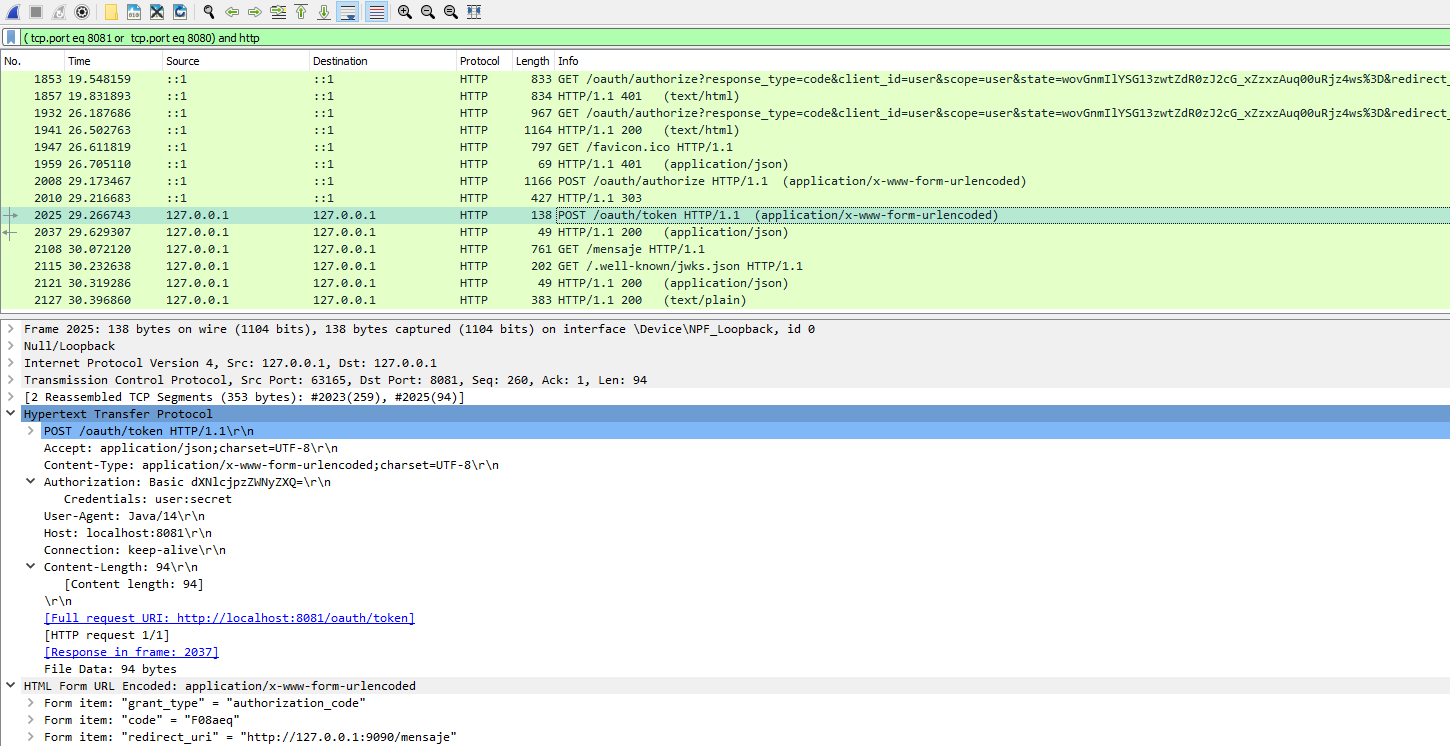 ( tcp.port eq 8081 or  tcp.port eq 8080) and http
No. Time Source Destination Protocol Length Info
1853 19.548159 ::1 ::1 HTTP 833 GET /oauth/authorize?response_type=code&client_id=user&scope=user&state=wovGnmIlYSG13zwtZdR0zJ2cG_xZzxzAuq00uRjz4ws%3D&redirect_
1857 19.831893 ::1 ::1 HTTP 834 HTTP/1.1 401   (text/html)
1932 26.187686 ::1 ::1 HTTP 967 GET /oauth/authorize?response_type=code&client_id=user&scope=user&state=wovGnmIlYSG13zwtZdR0zJ2cG_xZzxzAuq00uRjz4ws%3D&redirect_
1941 26.502763 ::1 ::1 HTTP 1164 HTTP/1.1 200   (text/html)
1947 26.611819 ::1 ::1 HTTP 797 GET /favicon.ico HTTP/1.1
1959 26.705110 ::1 ::1 HTTP 69 HTTP/1.1 401   (application/json)
2008 29.173467 ::1 ::1 HTTP 1166 POST /oauth/authorize HTTP/1.1  (application/x-www-form-urlencoded)
2010 29.216683 ::1 ::1 HTTP 427 HTTP/1.1 303
2025 29.266743 127.0.0.1 127.0.0.1 HTTP 138 POST /oauth/token HTTP/1.1  (application/x-www-form-urlencoded)
2037 29.629307 127.0.0.1 127.0.0.1 HTTP 49 HTTP/1.1 200   (application/json)
2108 30.072120 127.0.0.1 127.0.0.1 HTTP 761 GET /mensaje HTTP/1.1
2115 30.232638 127.0.0.1 127.0.0.1 HTTP 202 GET /.well-known/jwks.json HTTP/1.1
2121 30.319286 127.0.0.1 127.0.0.1 HTTP 49 HTTP/1.1 200   (application/json)
2127 30.396860 127.0.0.1 127.0.0.1 HTTP 383 HTTP/1.1 200   (text/plain)
Frame 2025: 138 bytes on wire (1104 bits), 138 bytes captured (1104 bits) on interface \Device\NPF_Loopback, id 0
Null/Loopback
Internet Protocol Version 4, Src: 127.0.0.1, Dst: 127.0.0.1
Transmission Control Protocol, Src Port: 63165, Dst Port: 8081, Seq: 260, Ack: 1, Len: 94
[2 Reassembled TCP Segments (353 bytes): #2023(259), #2025(94)]
Hypertext Transfer Protocol
POST /oauth/token HTTP/1.1\r\n
Accept: application/json;charset=UTF-8\r\n
Content-Type: application/x-www-form-urlencoded;charset=UTF-8\r\n
Authorization: Basic dXNlcjpzZWNyZXQ=\r\n
Credentials: user:secret
User-Agent: Java/14\r\n
Host: localhost:8081\r\n
Connection: keep-alive\r\n
Content-Length: 94\r\n
[Content length: 94]
\r\n
[Full request URI: http://localhost:8081/oauth/token]
[HTTP request 1/1]
[Response in frame: 2037]
File Data: 94 bytes
HTML Form URL Encoded: application/x-www-form-urlencoded
Form item: "grant_type" = "authorization_code"
Form item: "code" = "F08aeq"
Form item: "redirect_uri" = "http://127.0.0.1:9090/mensaje"